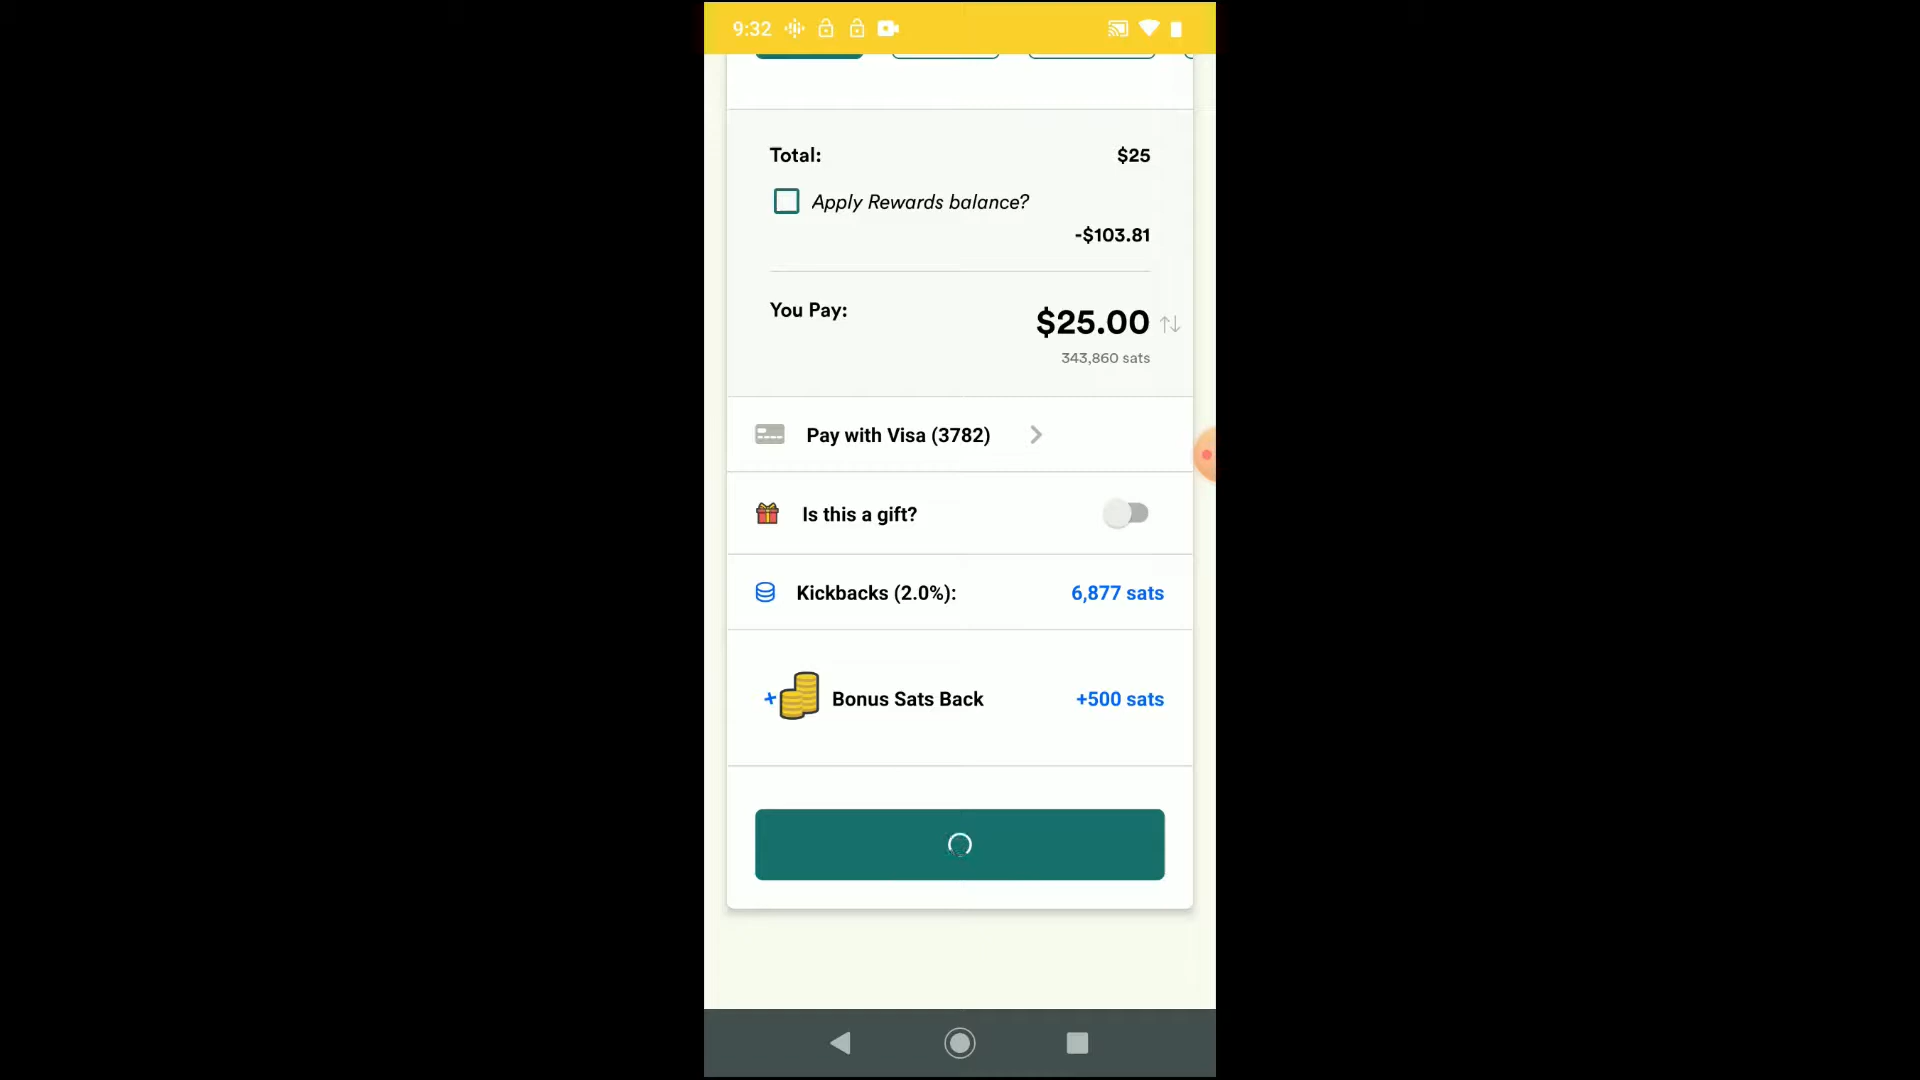 9:32
Total: $25
Apply Rewards balance?
-$103.81
You Pay: $25.00
343,860 sats
Pay with Visa (3782)
Is this a gift?
Kickbacks (2.0%): 6,877 sats
+ Bonus Sats Back +500 sats